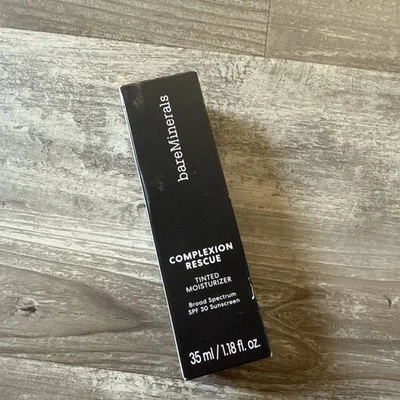 bareMinerals
COMPLEXION
RESCUE
TINTED
MOISTURIZER
Broad Spectrum
SPF 30 Sunscreen
35 ml / 1.18 fl. oz.